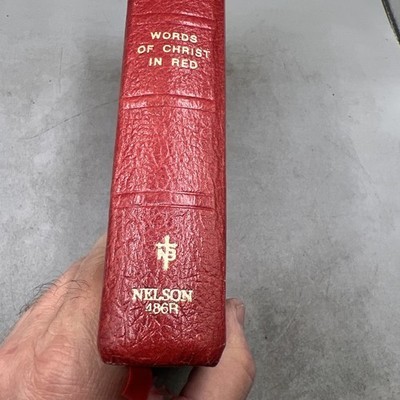 WORDS
OF CHRIST
IN RED
NELSON
486R